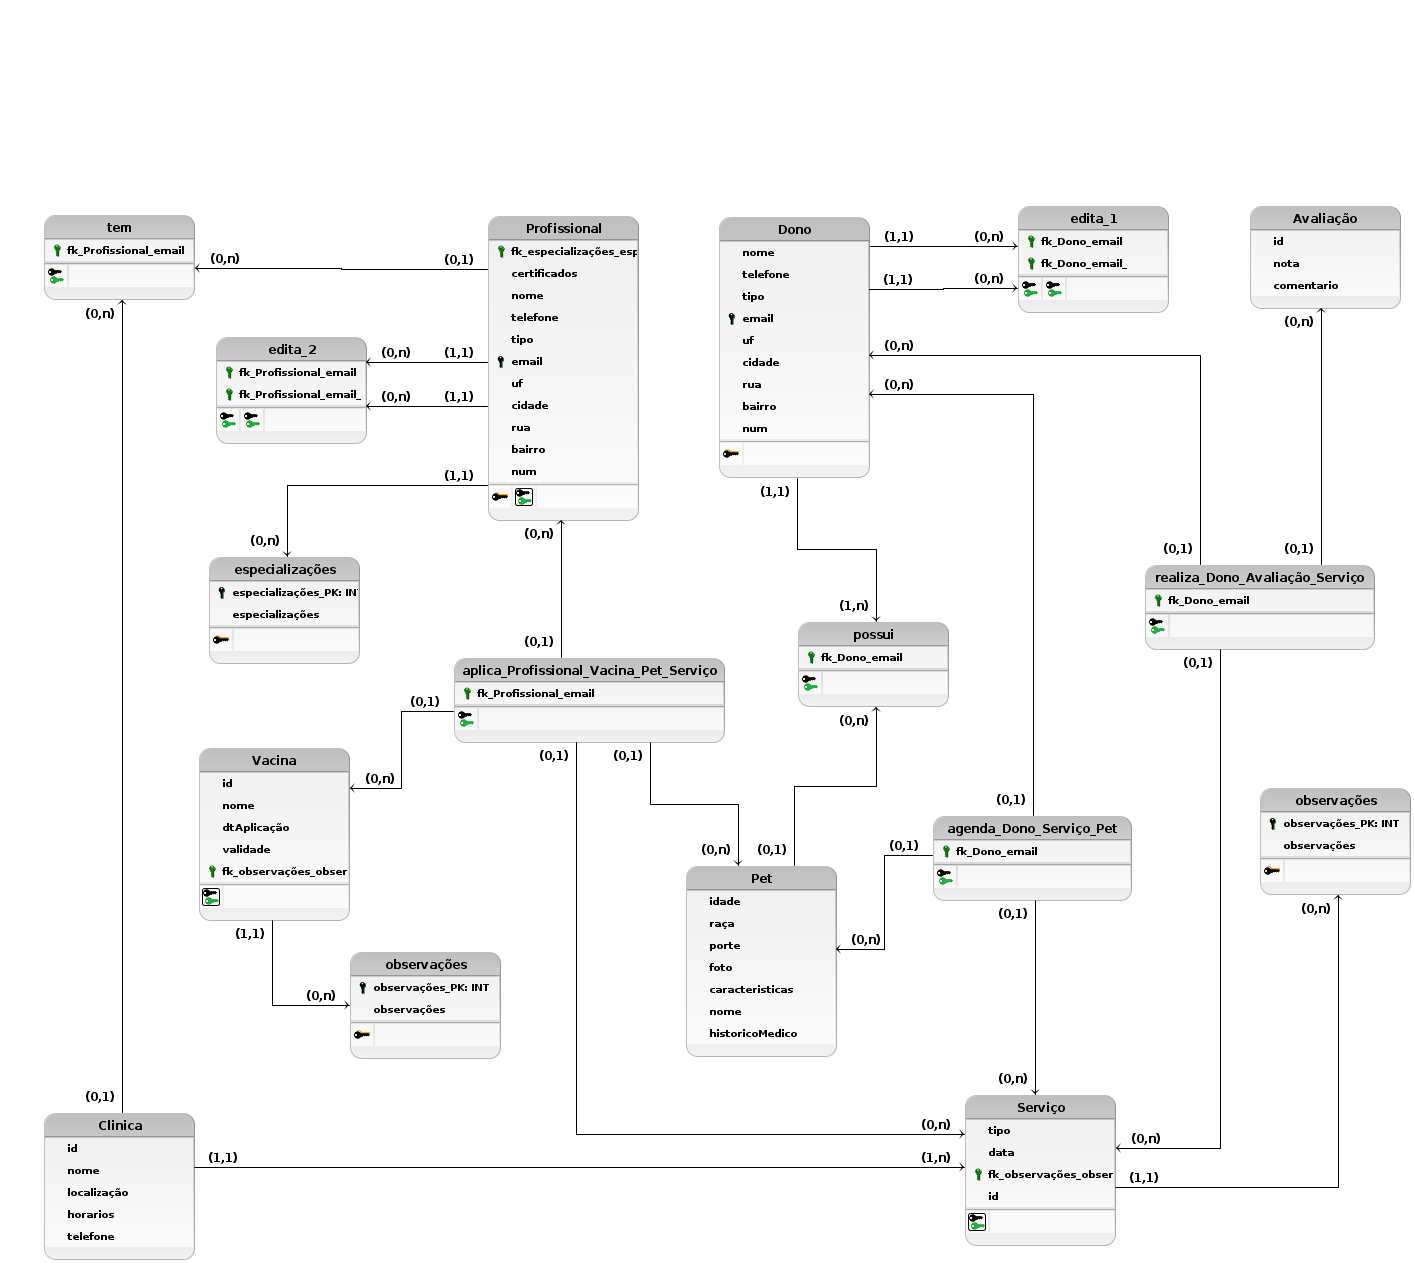 tem
fk_Profissional_email
(0,n)
(0,n)
(0,1)
Profissional
fk_especializações_esp
certificados
nome
telefone
tipo
email
uf
cidade
rua
bairro
num
edita_2
fk_Profissional_email
fk_Profissional_email_
(0,n)
(1,1)
(0,n)
(1,1)
(1,1)
(0,n)
especializações
especializações_PK: IN
especializações
(0,n)
(0,1)
Dono
nome
telefone
tipo
email
uf
cidade
rua
bairro
num
(1,1)
(0,n)
(1,1)
(0,n)
edita_1
fk_Dono_email
fk_Dono_email_
Avaliação
id
nota
comentario
(0,n)
(0,n)
(0,n)
(1,1)
(1,n)
possui
fk_Dono_email
(0,n)
(0,1)
(0,1)
realiza_Dono_Avaliação_Serviço
fk_Dono_email
(0,1)
aplica_Profissional_Vacina_Pet_Serviço
fk_Profissional_email
(0,1)
(0,1)
(0,1)
(0,n)
Vacina
id
nome
dtAplicação
validade
fk_observações_obser
(1,1)
(0,n)
observações
observações_PK: INT
observações
(0,n)
(0,1)
Pet
idade
raça
porte
foto
caracteristicas
nome
historicoMedico
(0,1)
agenda_Dono_Serviço_Pet
fk_Dono_email
(0,1)
(0,n)
(0,1)
observações
observações_PK: INT
observações
(0,n)
(0,1)
Clinica
id
nome
localização
horarios
telefone
(1,1)
(0,n)
(1,n)
(0,n)
Serviço
tipo
data
fk_observações_obser
id
(0,n)
(1,1)